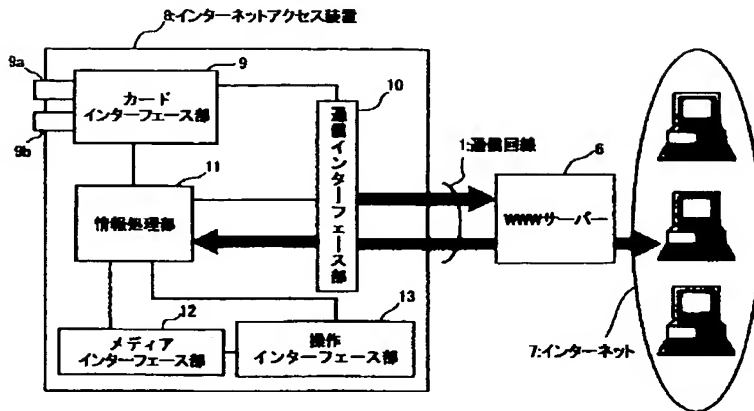 8:インターネットアクセス装置
9a
9
カード
インターフェース部
9b
10
通信インターフェース部
1:通信回線
6
WWWサーバー
11
情報処理部
12
メディア
インターフェース部
13
操作
インターフェース部
7:インターネット